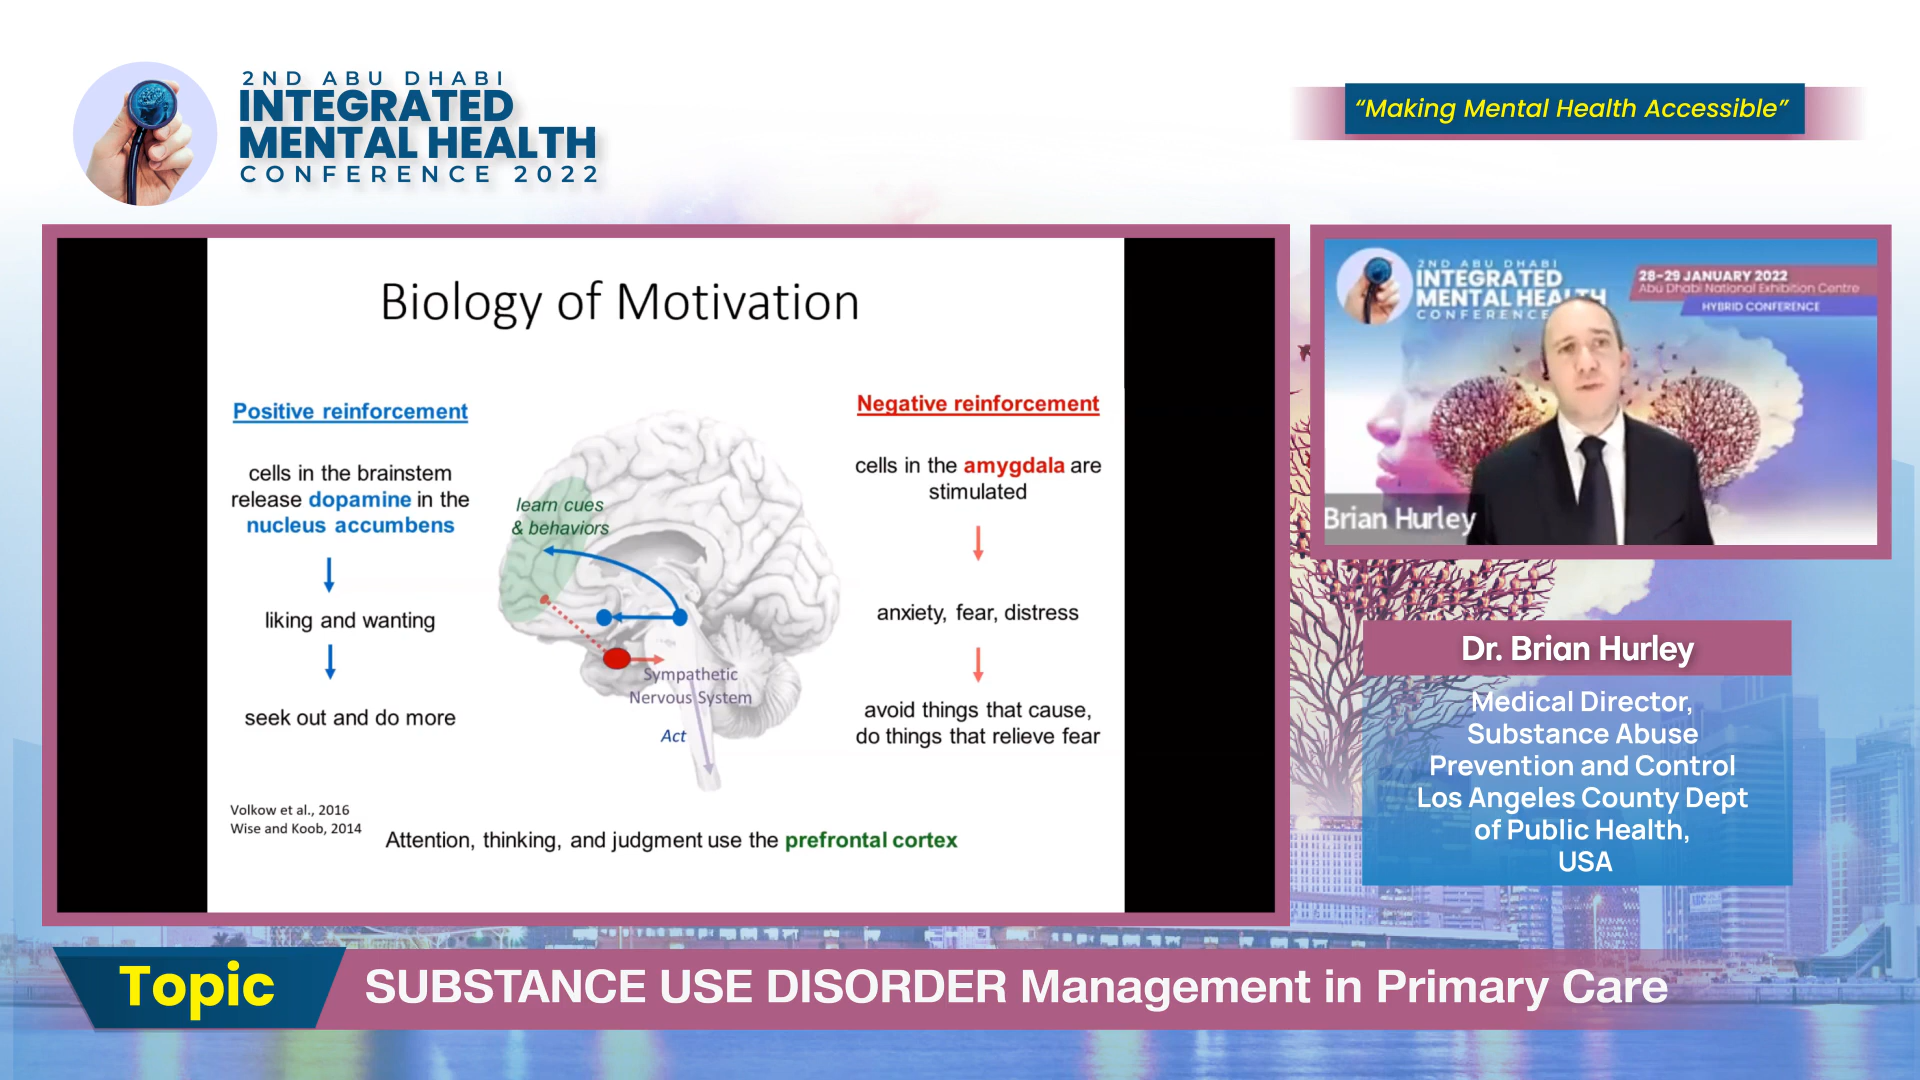 2ND ABU DHABI
INTEGRATED
MENTAL HEALTH
CONFERENCE 2022
“Making Mental Health Accessible”
Biology of Motivation
Positive reinforcement
cells in the brainstem
release dopamine in the
nucleus accumbens
liking and wanting
seek out and do more
learn cues
& behaviors
Sympathetic
Nervous System
Act
Negative reinforcement
cells in the amygdala are
stimulated
anxiety, fear, distress
avoid things that cause,
do things that relieve fear
Volkow et al., 2016
Wise and Koob, 2014
Attention, thinking, and judgment use the prefrontal cortex
2ND ABU DHABI
INTEGRATED
MENTAL HEALTH
CONFERENCE
28-29 JANUARY 2022
Abu Dhabi National Exhibition Centre
HYBRID CONFERENCE
Brian Hurley
Dr. Brian Hurley
Medical Director,
Substance Abuse
Prevention and Control
Los Angeles County Dept
of Public Health,
USA
Topic
SUBSTANCE USE DISORDER Management in Primary Care